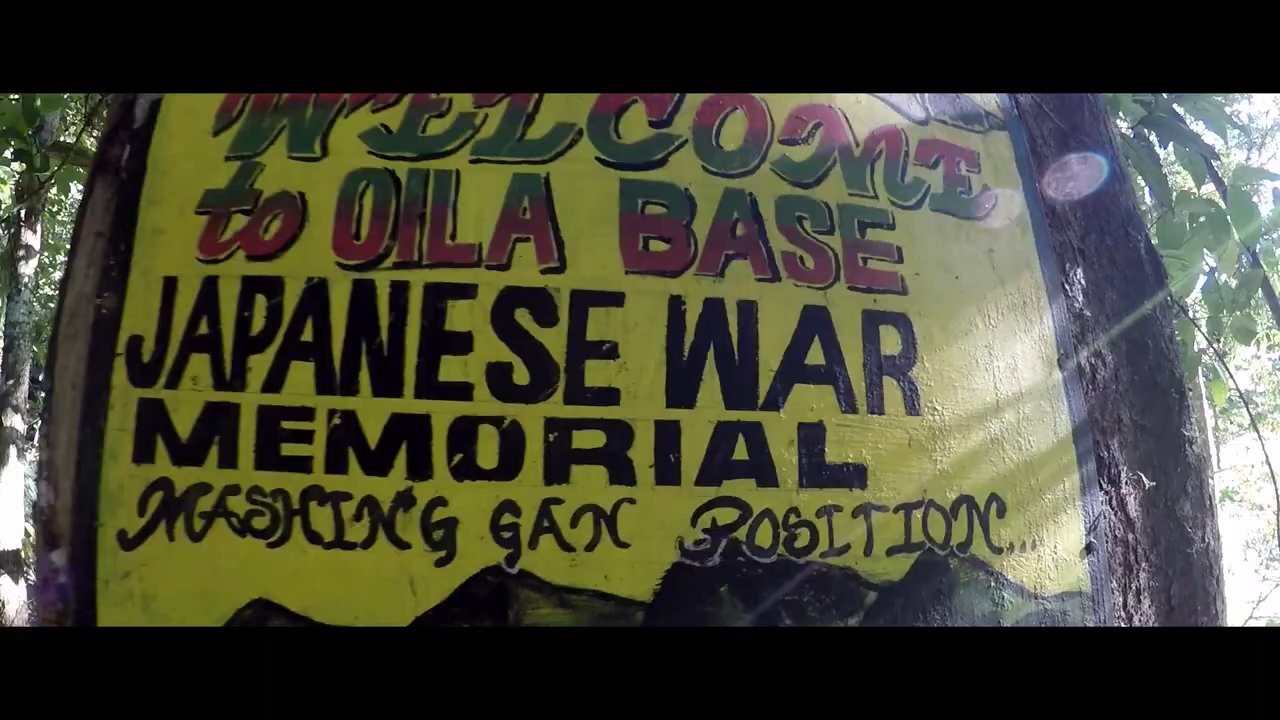 WELCOME
to OILA BASE
JAPANESE WAR
MEMORIAL
MASHING GAN POSITION...